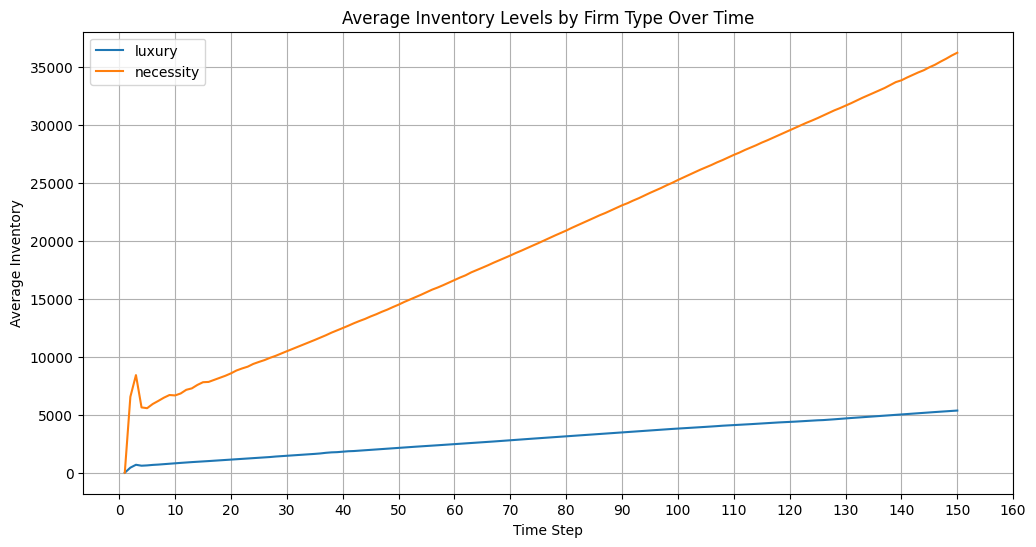 Average Inventory Levels by Firm Type Over Time
luxury
necessity
35000
30000
25000
20000
15000
10000
5000
0
Average Inventory
0 10 20 30 40 50 60 70 80 90 100 110 120 130 140 150 160
Time Step